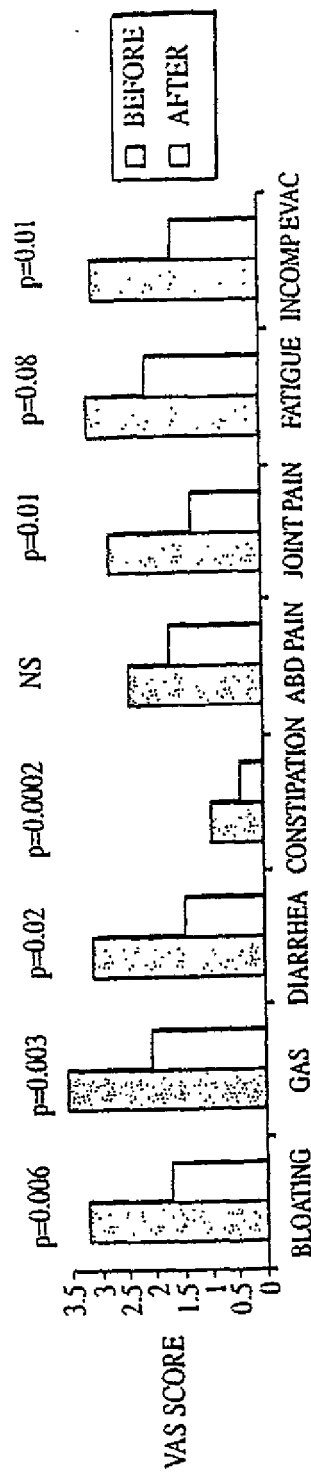 p=0.006 p=0.003 p=0.02 p=0.0002 NS p=0.01 p=0.08 p=0.01
VAS SCORE
3.5
3
2.5
2
1.5
1
0.5
0
BLOATING GAS DIARRHEA CONSTIPATION ABD PAIN JOINT PAIN FATIGUE INCOMP EVAC
BEFORE
AFTER